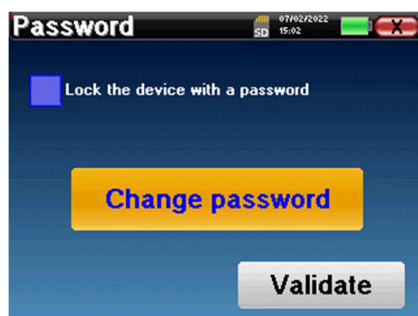 Password
SD
07/02/2022
15:02
X
Lock the device with a password
Change password
Validate